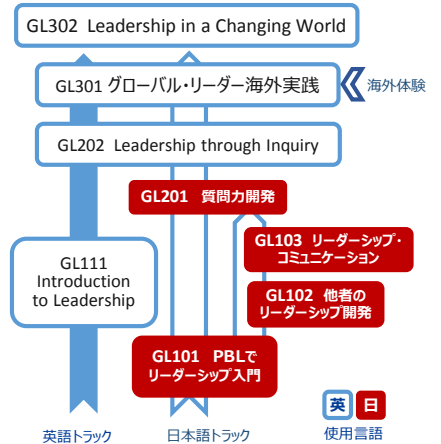 GL302 Leadership in a Changing World
GL301 グローバル・リーダー海外実践
海外体験
GL202 Leadership through Inquiry
GL201 質問力開発
GL103 リーダーシップ・
コミュニケーション
GL111
Introduction
to Leadership
GL102 他者の
リーダーシップ開発
GL101 PBLで
リーダーシップ入門
英 日
英語トラック
日本語トラック
使用言語